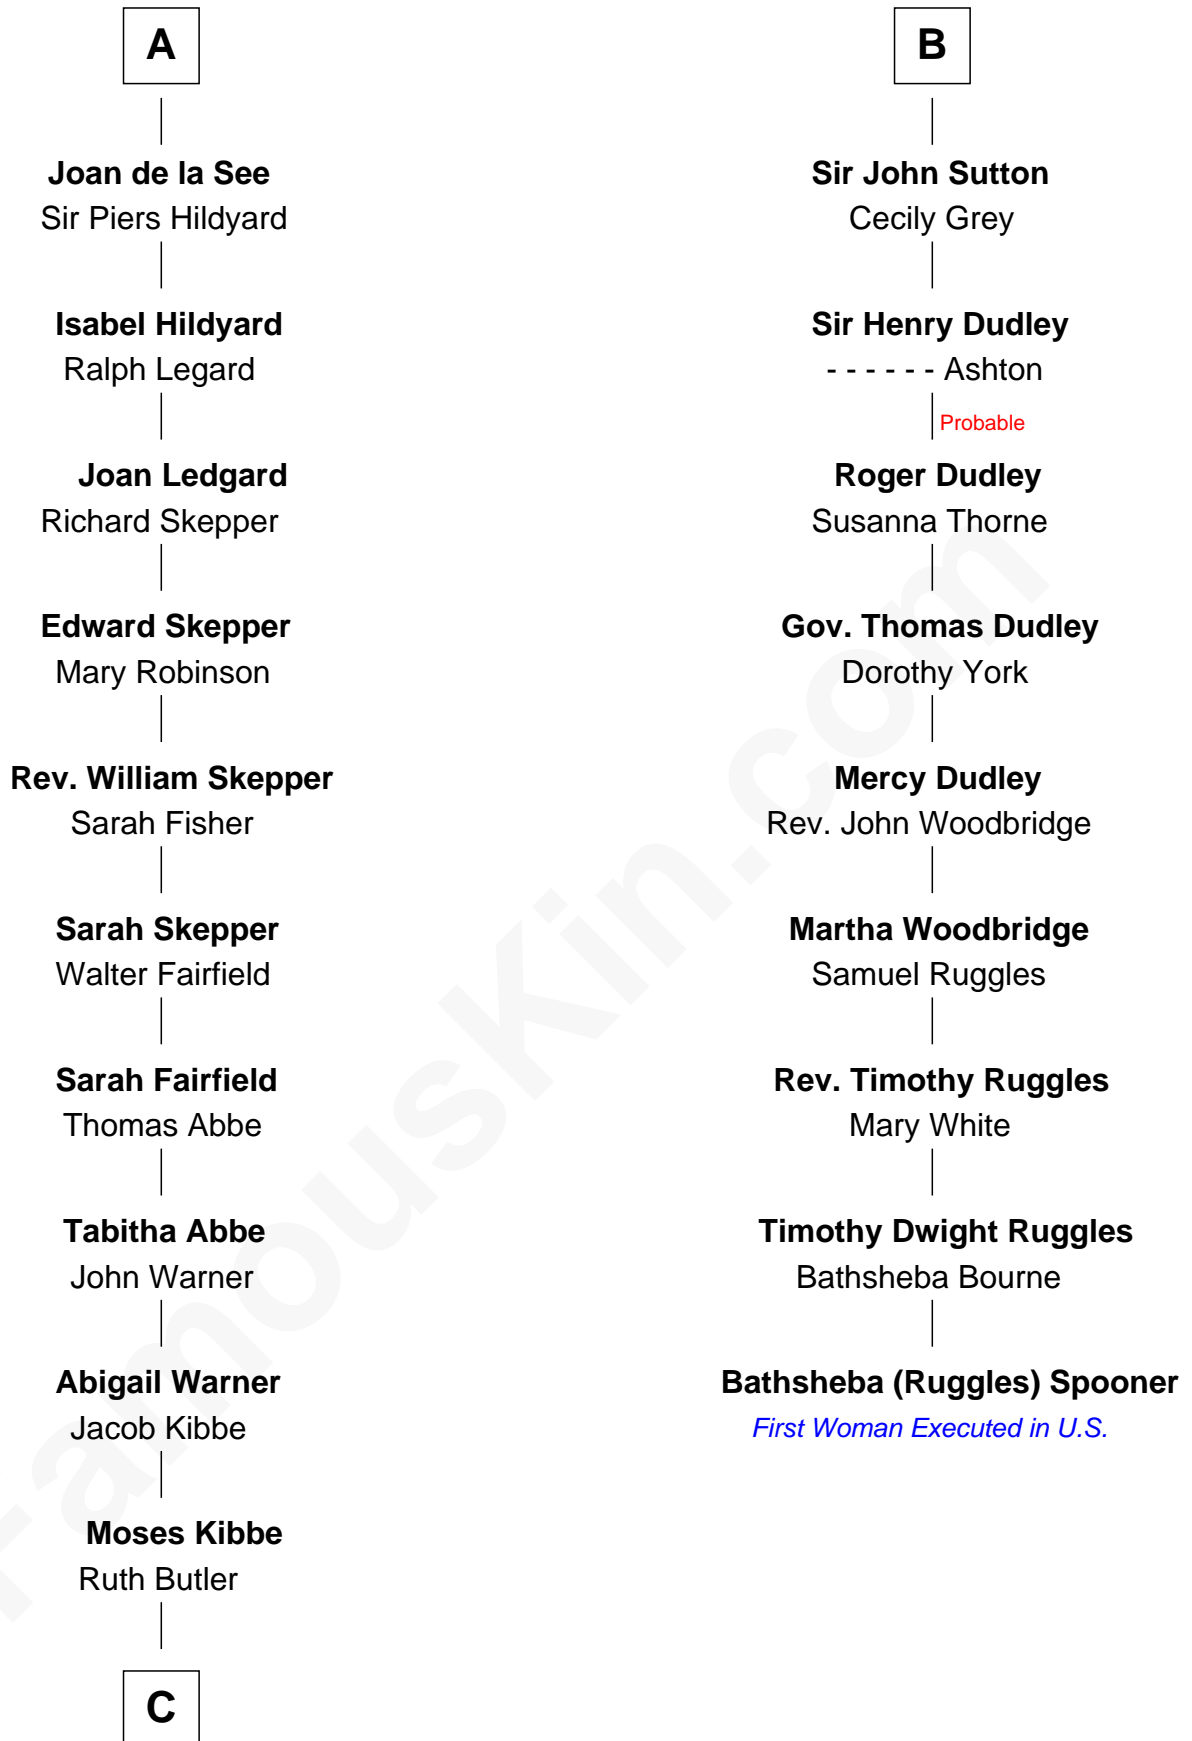 A
Joan de la See
Sir Piers Hildyard
Isabel Hildyard
Ralph Legard
Joan Ledgard
Richard Skepper
Edward Skepper
Mary Robinson
Rev. William Skepper
Sarah Fisher
Sarah Skepper
Walter Fairfield
Sarah Fairfield
Thomas Abbe
Tabitha Abbe
John Warner
Abigail Warner
Jacob Kibbe
Moses Kibbe
Ruth Butler
C
B
Sir John Sutton
Cecily Grey
Sir Henry Dudley
- - - - - - Ashton
Probable
Roger Dudley
Susanna Thorne
Gov. Thomas Dudley
Dorothy York
Mercy Dudley
Rev. John Woodbridge
Martha Woodbridge
Samuel Ruggles
Rev. Timothy Ruggles
Mary White
Timothy Dwight Ruggles
Bathsheba Bourne
Bathsheba (Ruggles) Spooner
First Woman Executed in U.S.
FamousKin.com